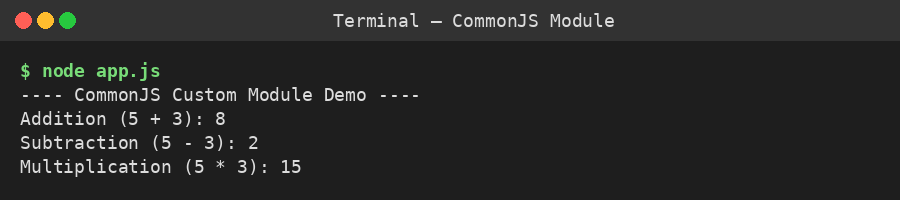 Terminal — CommonJS Module
$ node app.js
---- CommonJS Custom Module Demo ----
Addition (5 + 3): 8
Subtraction (5 - 3): 2
Multiplication (5 * 3): 15